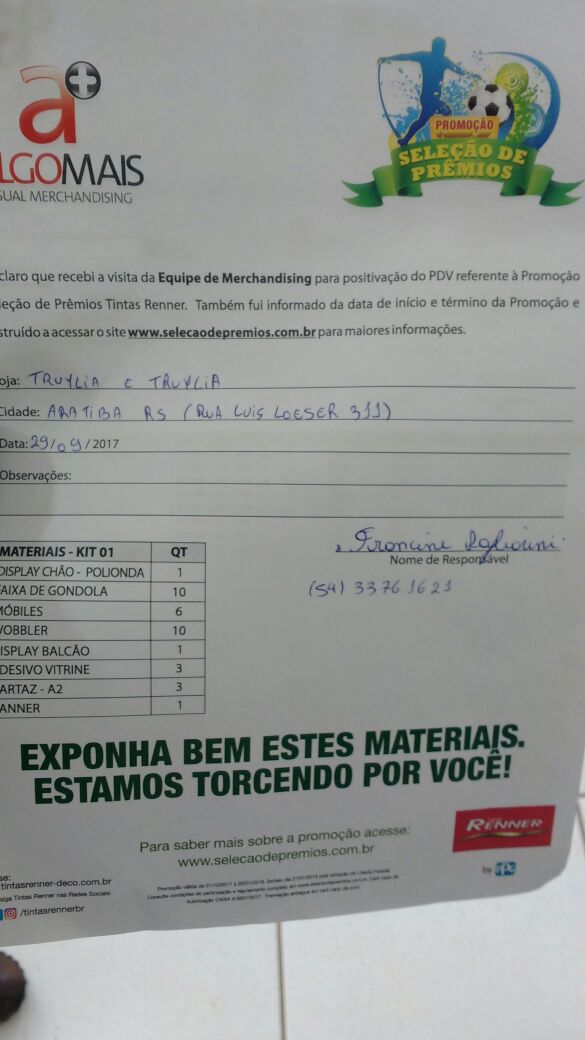 a+
LGOMAIS
SUAL MERCHANDISING
PROMOÇÃO
SELEÇÃO DE
PRÊMIOS
claro que recebi a visita da Equipe de Merchandising para positivação do PDV referente à Promoção
leção de Prêmios Tintas Renner. Também fui informado da data de início e término da Promoção e
struído a acessar o site www.selecaodepremios.com.br para maiores informações.
oja: TRUYLIA E TRUYLIA
Cidade: ARATIBA RS (RUA LUIS LOESER 311)
Data: 29/09/2017
Observações:
MATERIAIS - KIT 01 QT
DISPLAY CHÃO - POLIONDA 1
AIXA DE GONDOLA 10
MÓBILES 6
WOBBLER 10
ISPLAY BALCÃO 1
DESIVO VITRINE 3
ARTAZ - A2 3
ANNER 1
Francine
Nome de Responsável
(54) 33761621
EXPONHA BEM ESTES MATERIAIS.
ESTAMOS TORCENDO POR VOCÊ!
Para saber mais sobre a promoção acesse:
www.selecaodepremios.com.br
RENNER
by PPG
se:
tintasrenner-deco.com.br
siga Tintas Renner nas Redes Sociais:
/tintasrennerbr